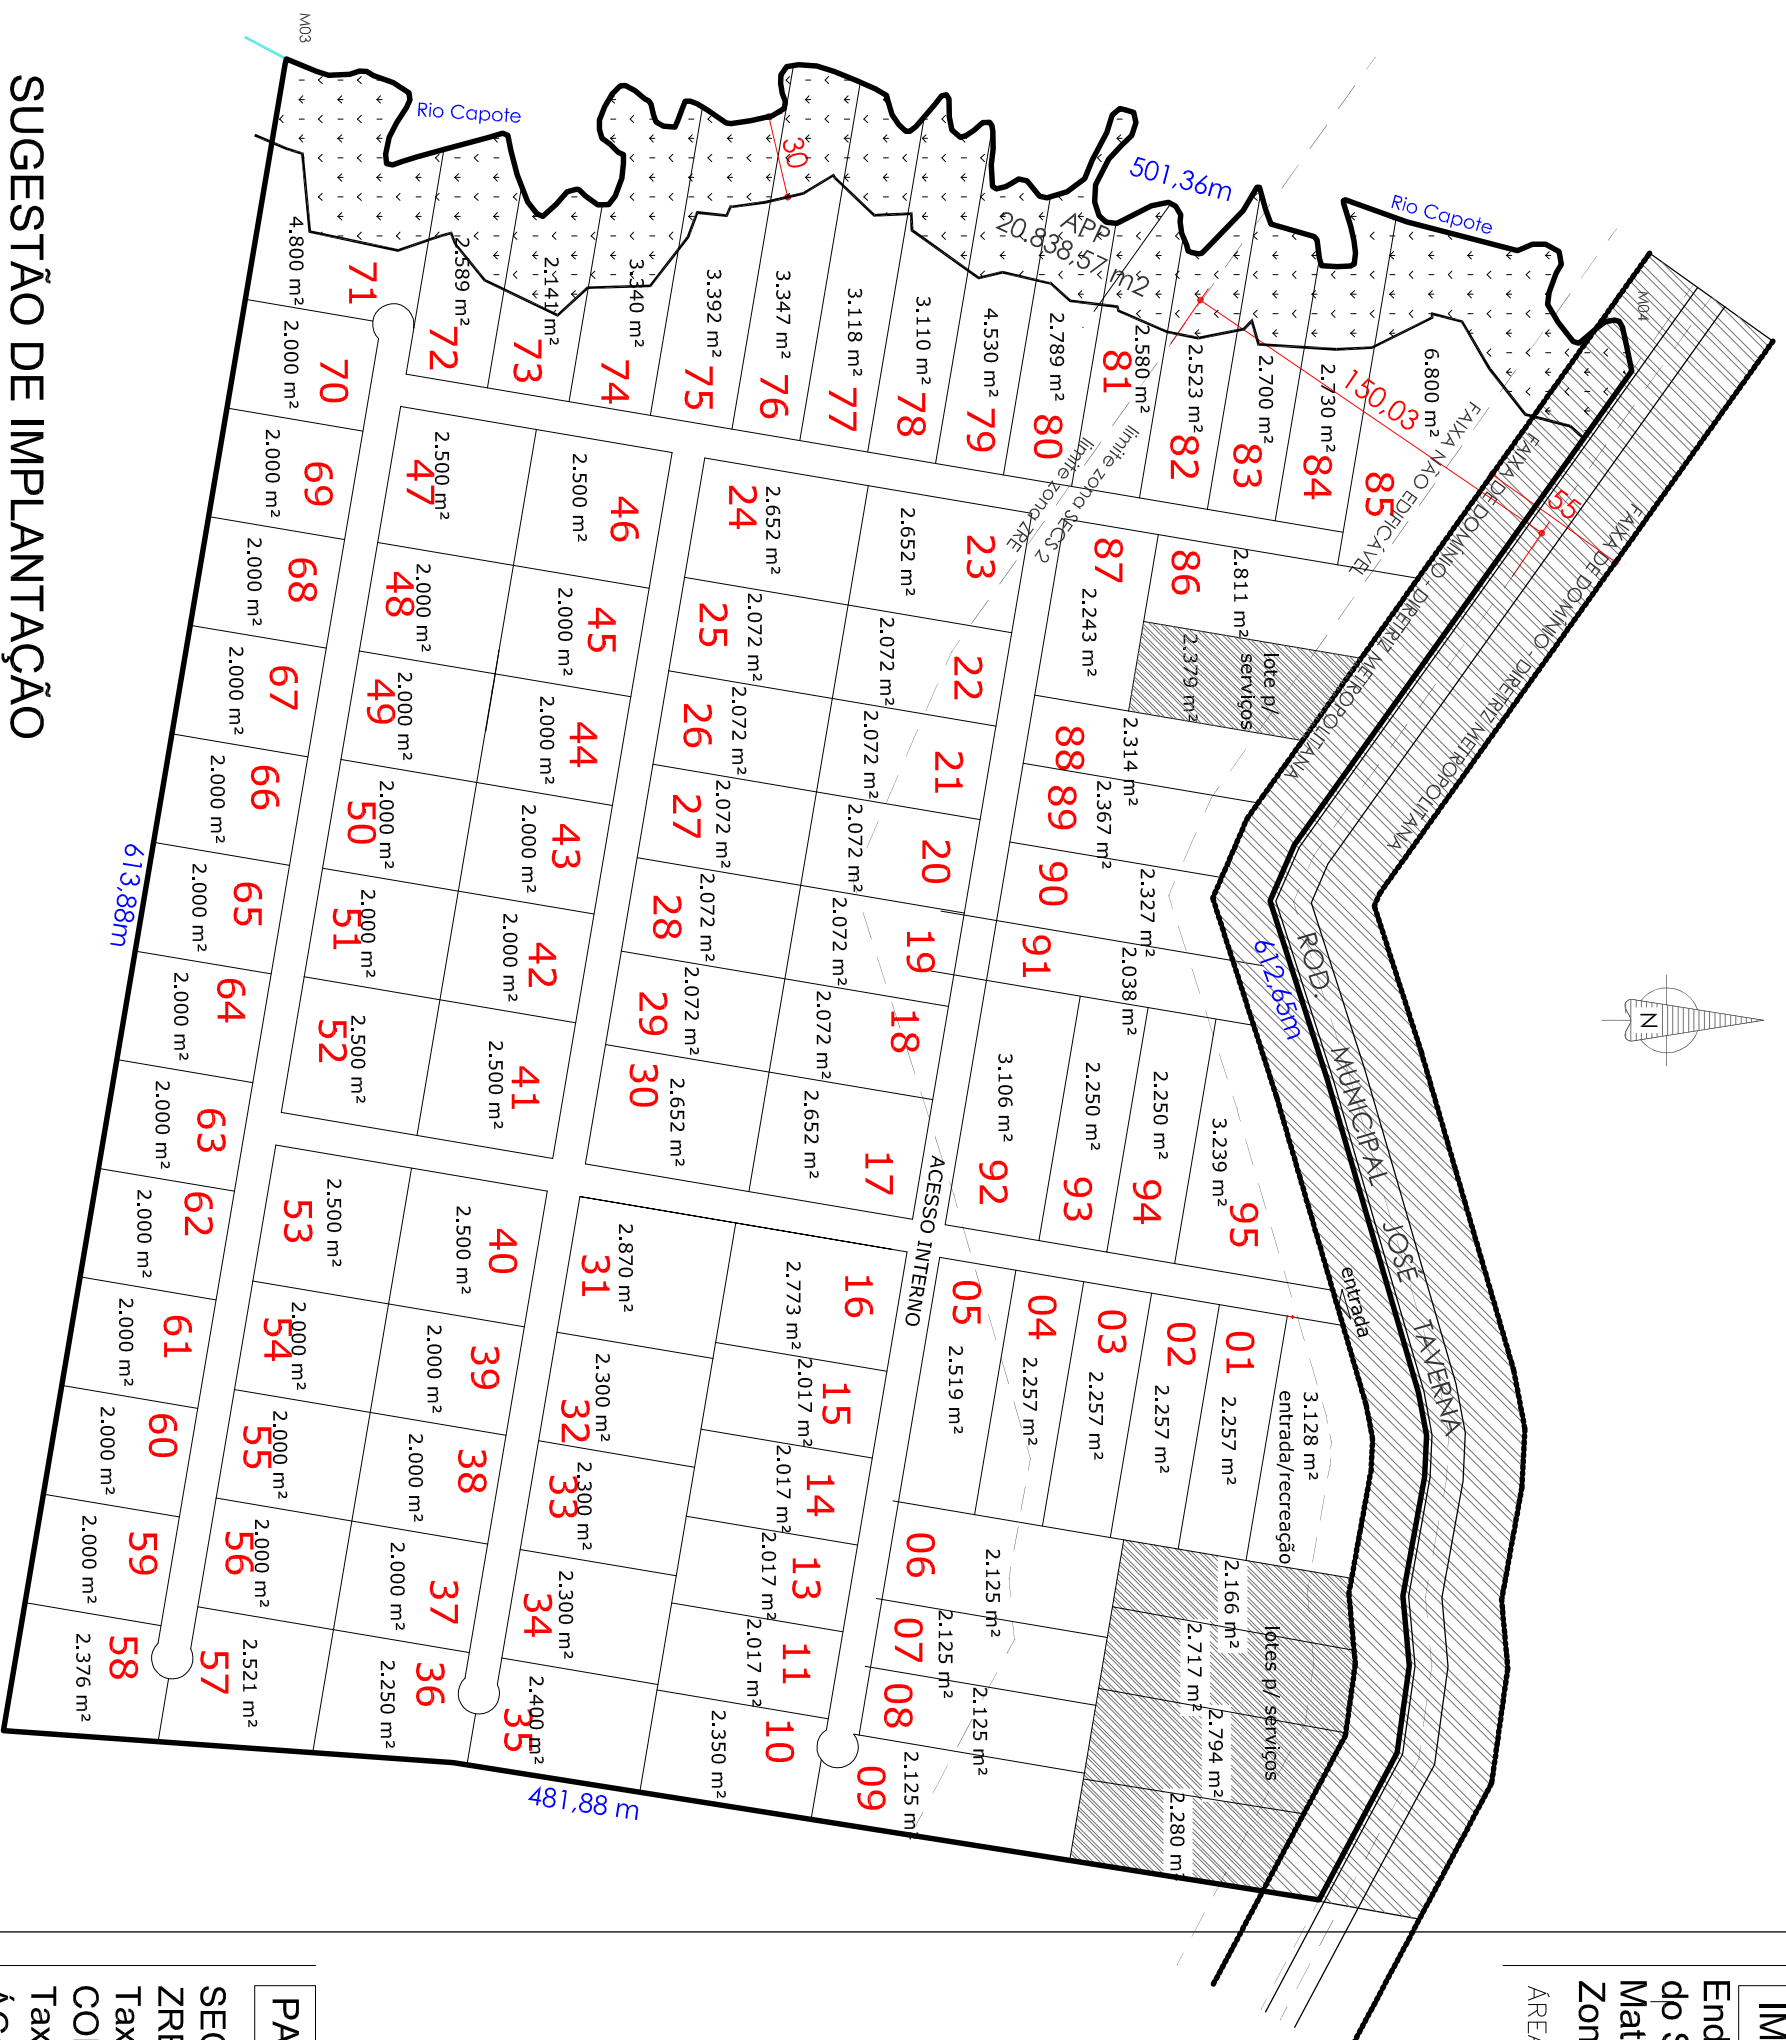 SUGESTÃO DE IMPLANTAÇÃO
M03
Rio Capote
30
501,36m
Rio Capote
APP
20.838,57 m2
M04
150,03
55
4.800 m²
71
2.589 m²
72
2.141 m²
73
3.340 m²
74
3.392 m²
75
3.347 m²
76
3.118 m²
77
3.110 m²
78
4.530 m²
79
2.789 m²
80
2.580 m²
81
2.523 m²
82
2.700 m²
83
2.730 m²
84
6.800 m²
85
FAIXA NÃO EDIFICÁVEL
FAIXA DE DOMÍNIO - DIRETRIZ METROPOLITANA
FAIXA DE DOMÍNIO - DIRETRIZ METROPOLITANA
limite zona SECS 2
limite zona ZRE
2.000 m²
70
2.000 m²
69
2.000 m²
68
2.000 m²
67
2.000 m²
66
2.000 m²
65
2.000 m²
64
2.000 m²
63
2.000 m²
62
2.000 m²
61
2.000 m²
60
2.000 m²
59
2.376 m²
58
2.500 m²
47
2.000 m²
48
2.000 m²
49
2.000 m²
50
2.000 m²
51
2.500 m²
52
2.500 m²
46
2.000 m²
45
2.000 m²
44
2.000 m²
43
2.000 m²
42
2.500 m²
41
2.500 m²
53
2.000 m²
54
2.000 m²
55
2.000 m²
56
2.521 m²
57
2.500 m²
40
2.000 m²
39
2.000 m²
38
2.000 m²
37
2.250 m²
36
2.652 m²
24
2.072 m²
25
2.072 m²
26
2.072 m²
27
2.072 m²
28
2.072 m²
29
2.652 m²
30
2.652 m²
23
2.072 m²
22
2.072 m²
21
2.072 m²
20
2.072 m²
19
2.072 m²
18
2.652 m²
17
2.870 m²
31
2.300 m²
32
2.300 m²
33
2.300 m²
34
2.400 m²
35
2.773 m²
16
2.017 m²
15
2.017 m²
14
2.017 m²
13
2.017 m²
11
2.350 m²
10
ACESSO INTERNO
87
2.243 m²
86
2.811 m²
lote p/
serviços
2.379 m²
2.314 m²
88
2.367 m²
89
2.327 m²
90
2.038 m²
91
3.106 m²
92
2.250 m²
93
2.250 m²
94
3.239 m²
95
05
2.519 m²
04
2.257 m²
03
2.257 m²
02
2.257 m²
01
2.257 m²
3.128 m²
entrada/recreação
entrada
06
2.125 m²
07
2.125 m²
08
2.125 m²
09
2.125 m
2.166 m²
2.717 m²
2.794 m²
2.280 m
lotes p/ serviços
ROD. MUNICIPAL JOSÉ TAVERNA
612,65m
613,88m
481,88 m
N
PA
SEC
ZRE
Tax
CO
Tax
IM
End
do S
Mat
Zon
ÁREA